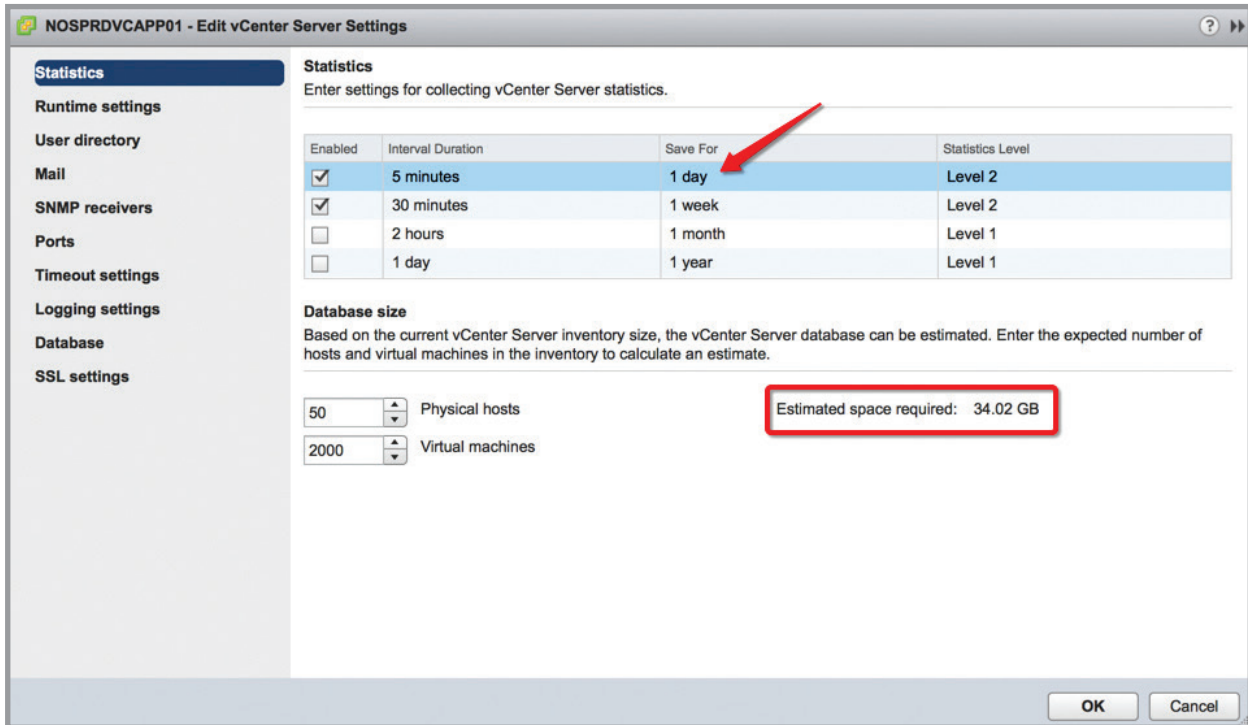 NOSPRDVCAPP01 - Edit vCenter Server Settings
?
Statistics
Runtime settings
User directory
Mail
SNMP receivers
Ports
Timeout settings
Logging settings
Database
SSL settings
Statistics
Enter settings for collecting vCenter Server statistics.
Enabled Interval Duration Save For Statistics Level
5 minutes 1 day Level 2
30 minutes 1 week Level 2
2 hours 1 month Level 1
1 day 1 year Level 1
Database size
Based on the current vCenter Server inventory size, the vCenter Server database can be estimated. Enter the expected number of
hosts and virtual machines in the inventory to calculate an estimate.
50 Physical hosts Estimated space required: 34.02 GB
2000 Virtual machines
OK Cancel